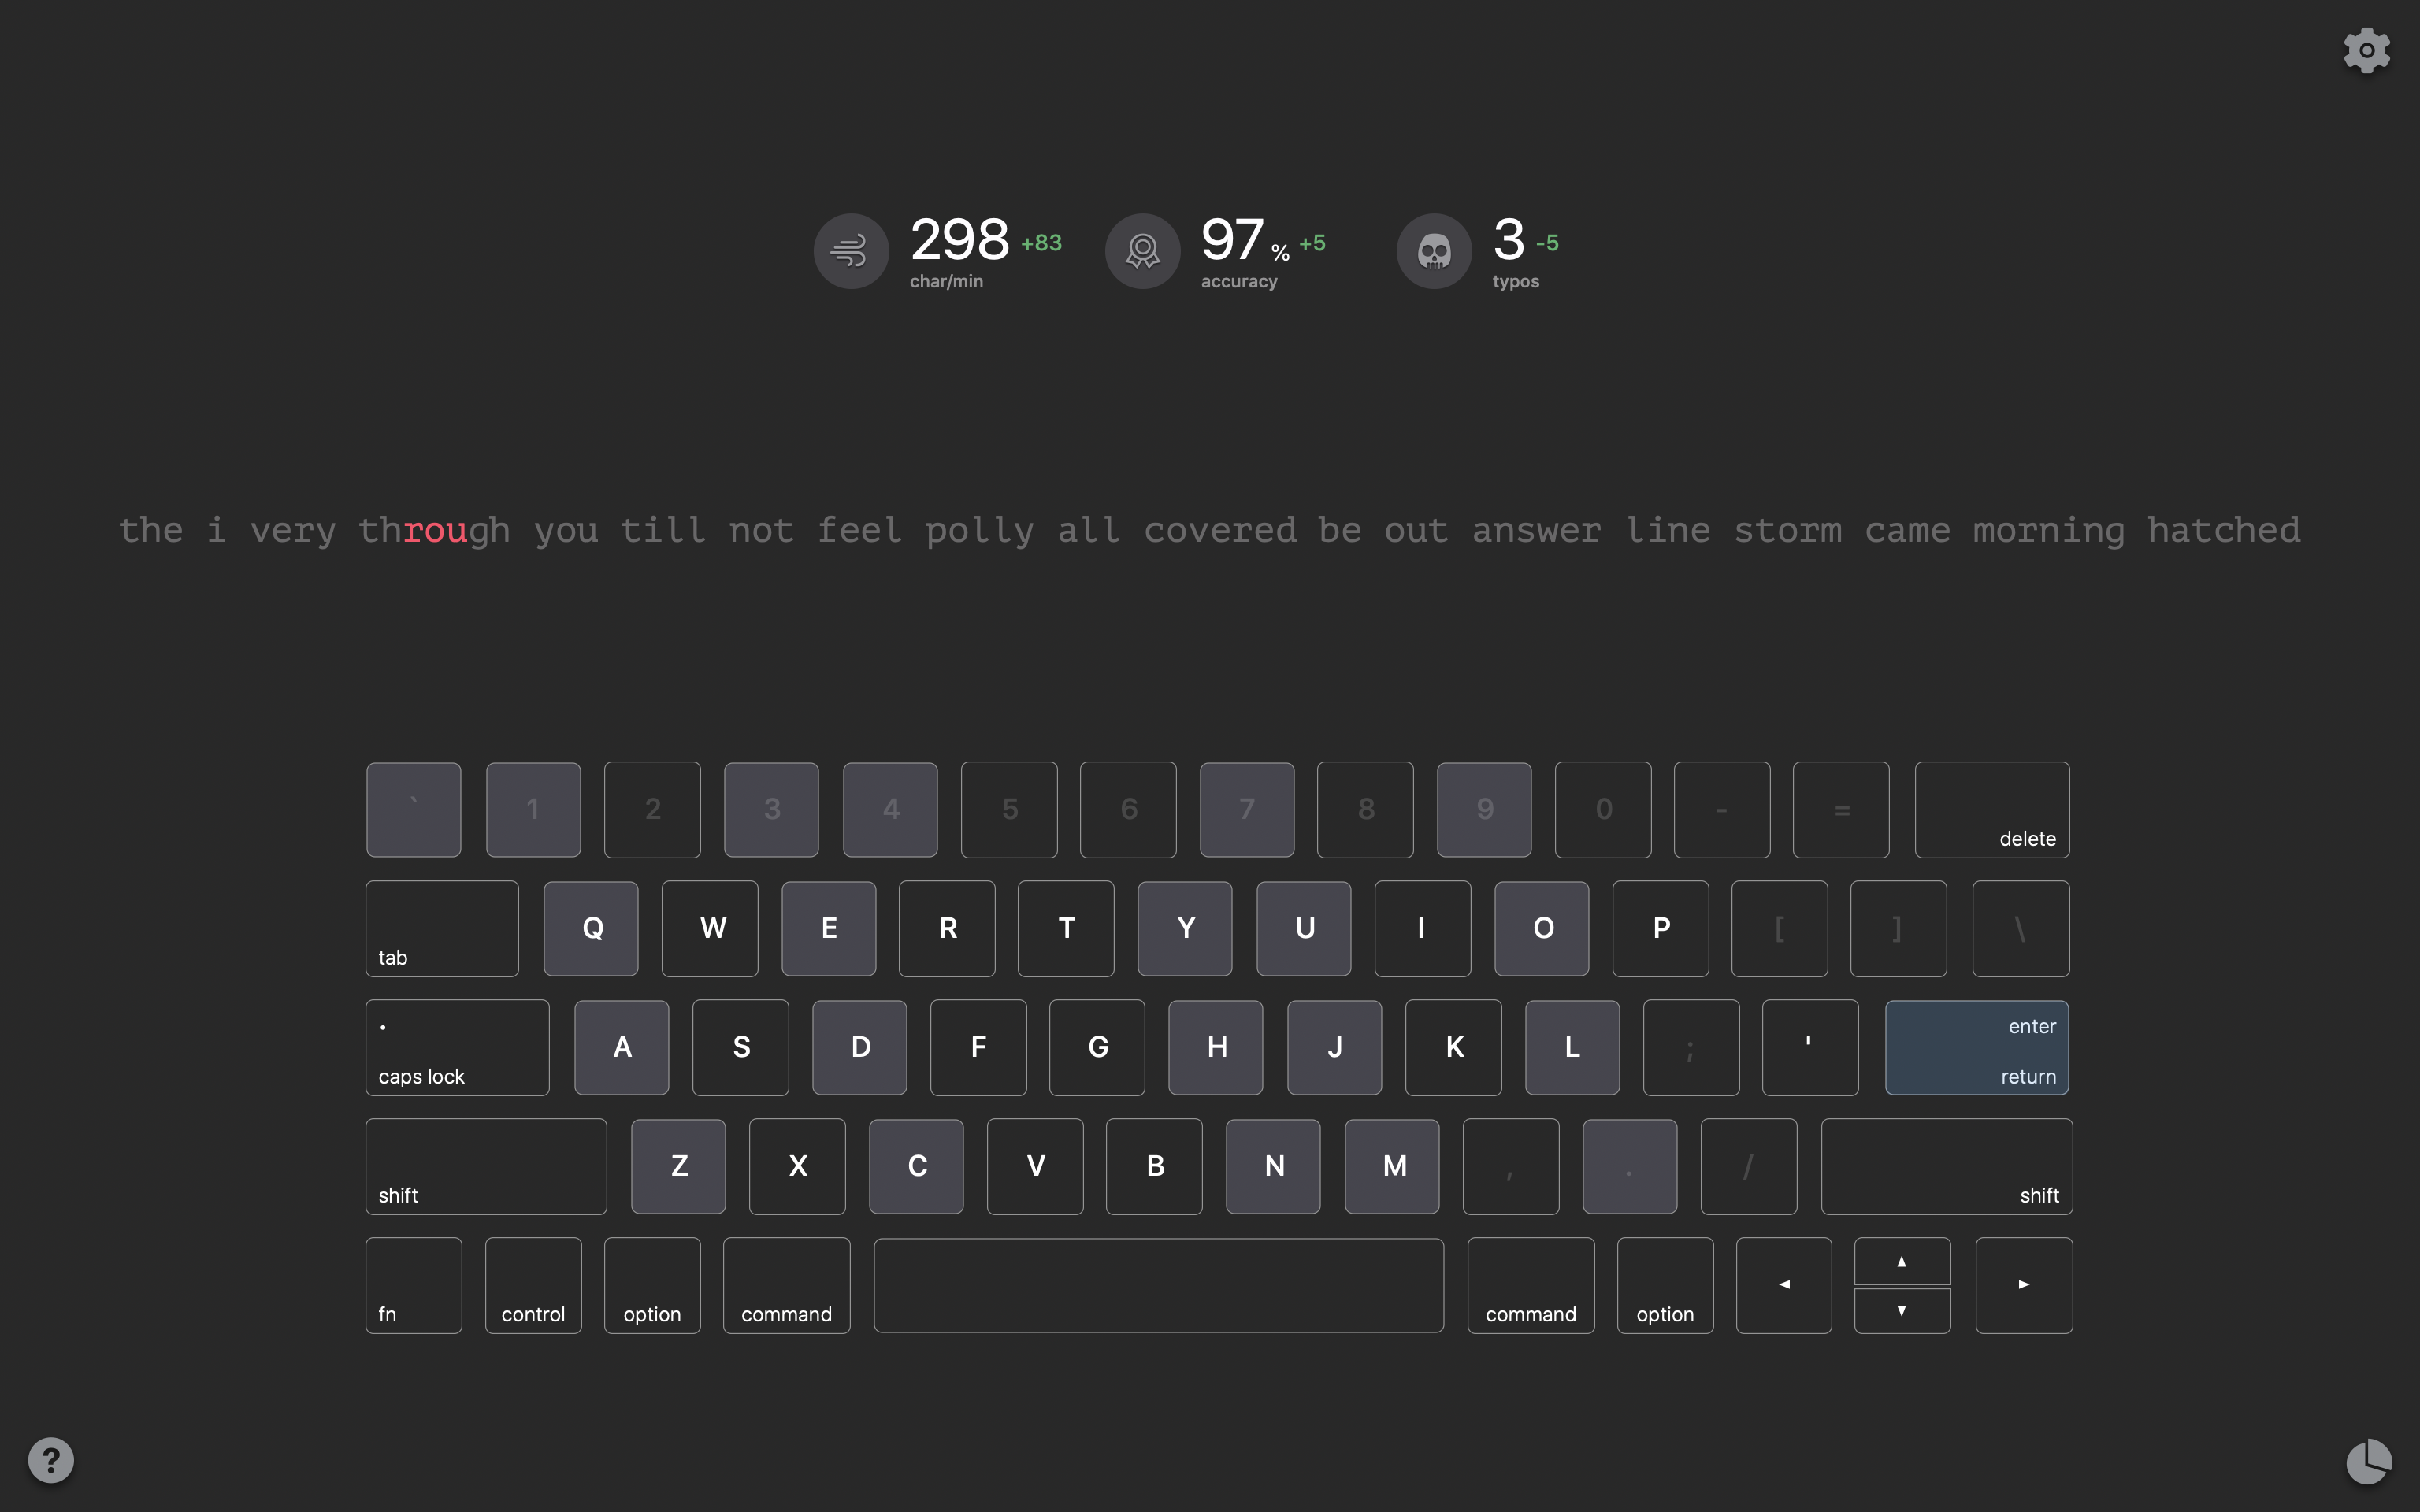 298 +83 97 % +5 3 -5
char/min accuracy typos
the i very through you till not feel polly all covered be out answer line storm came morning hatched
` 1 2 3 4 5 6 7 8 9 0 - = delete
tab Q W E R T Y U I O P [ ] \
caps lock A S D F G H J K L ; ' enter return
shift Z X C V B N M , . / shift
fn control option command command option ◀ ▲ ▼ ▶
?